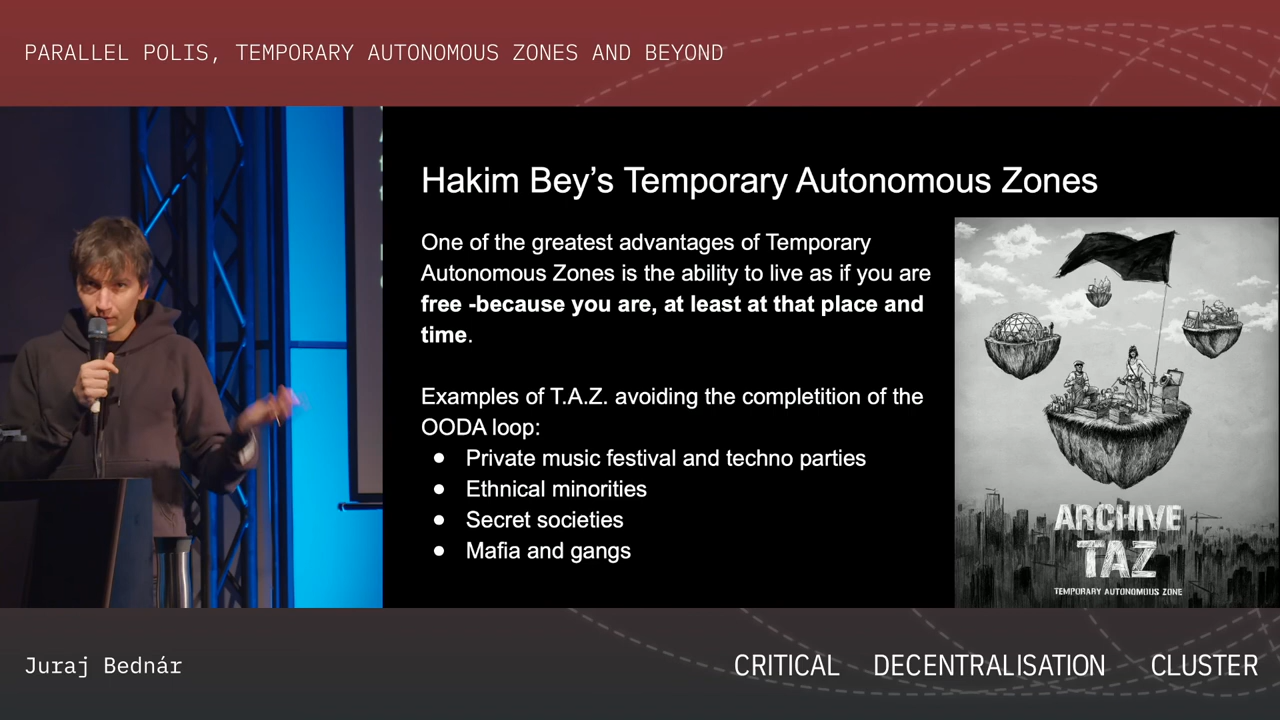 PARALLEL POLIS, TEMPORARY AUTONOMOUS ZONES AND BEYOND
Hakim Bey’s Temporary Autonomous Zones
One of the greatest advantages of Temporary
Autonomous Zones is the ability to live as if you are
free -because you are, at least at that place and
time.
Examples of T.A.Z. avoiding the completition of the
OODA loop:
● Private music festival and techno parties
● Ethnical minorities
● Secret societies
● Mafia and gangs
ARCHIVE
TAZ
TEMPORARY AUTONOMOUS ZONE
Juraj Bednár
CRITICAL DECENTRALISATION CLUSTER